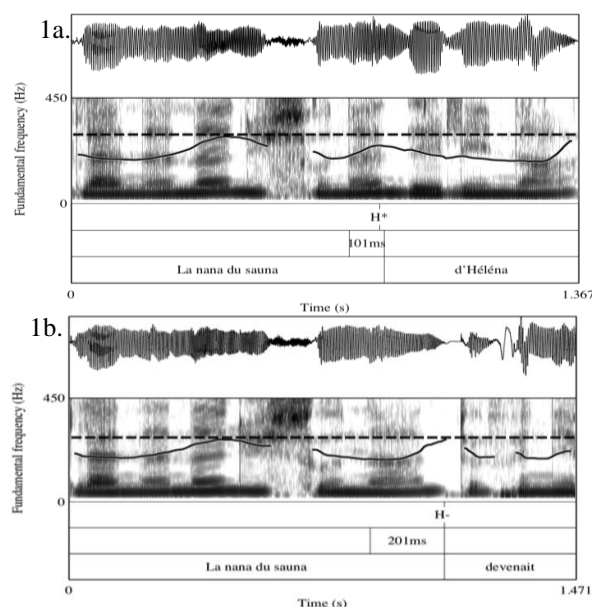 1a.
450
Fundamental frequency (Hz)
0
H*
101ms
La nana du sauna d'Héléna
0 1.367
Time (s)
1b.
450
Fundamental frequency (Hz)
0
H-
201ms
La nana du sauna devenait
0 1.471
Time (s)